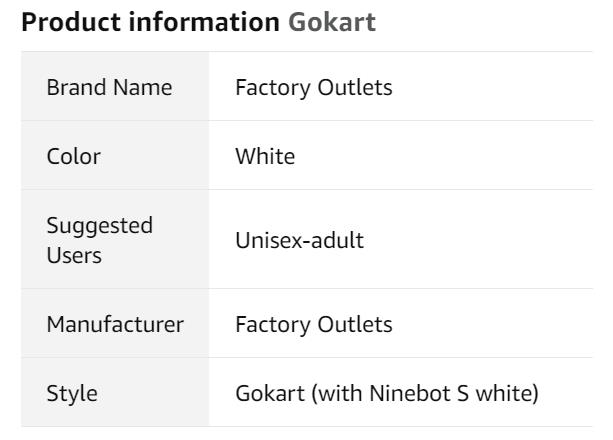 Product information Gokart
Brand Name Factory Outlets
Color White
Suggested
Users Unisex-adult
Manufacturer Factory Outlets
Style Gokart (with Ninebot S white)